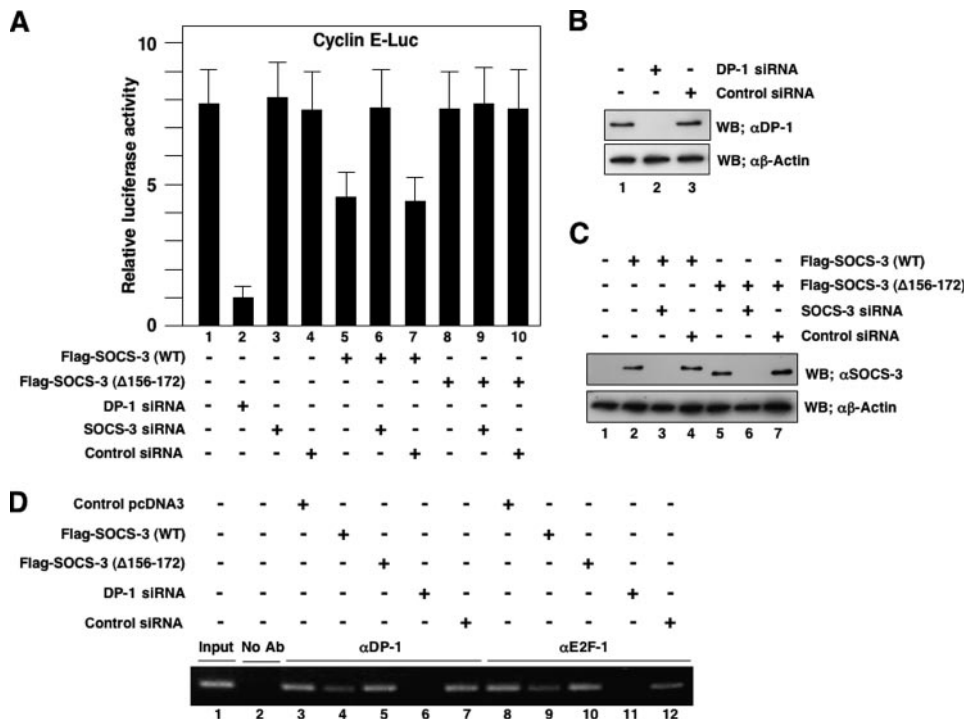 A
Cyclin E-Luc
Relative luciferase activity
10
5
0
1 2 3 4 5 6 7 8 9 10
Flag-SOCS-3 (WT) - - - - + + + - - -
Flag-SOCS-3 (Δ156-172) - - - - - - - + + +
DP-1 siRNA - + - - - - - - - -
SOCS-3 siRNA - - + - - + - - + -
Control siRNA - - - + - - + - - +
B
- + - DP-1 siRNA
- - + Control siRNA
WB; αDP-1
WB; αβ-Actin
1 2 3
C
- + + + - - - Flag-SOCS-3 (WT)
- - - - + + + Flag-SOCS-3 (Δ156-172)
- - + - - + - SOCS-3 siRNA
- - - + - - + Control siRNA
WB; αSOCS-3
WB; αβ-Actin
1 2 3 4 5 6 7
D
Control pcDNA3 - - + - - - - + - - - -
Flag-SOCS-3 (WT) - - - + - - - - + - - -
Flag-SOCS-3 (Δ156-172) - - - - + - - - - + - -
DP-1 siRNA - - - - - + - - - - + -
Control siRNA - - - - - - + - - - - +
Input No Ab αDP-1 αE2F-1
1 2 3 4 5 6 7 8 9 10 11 12